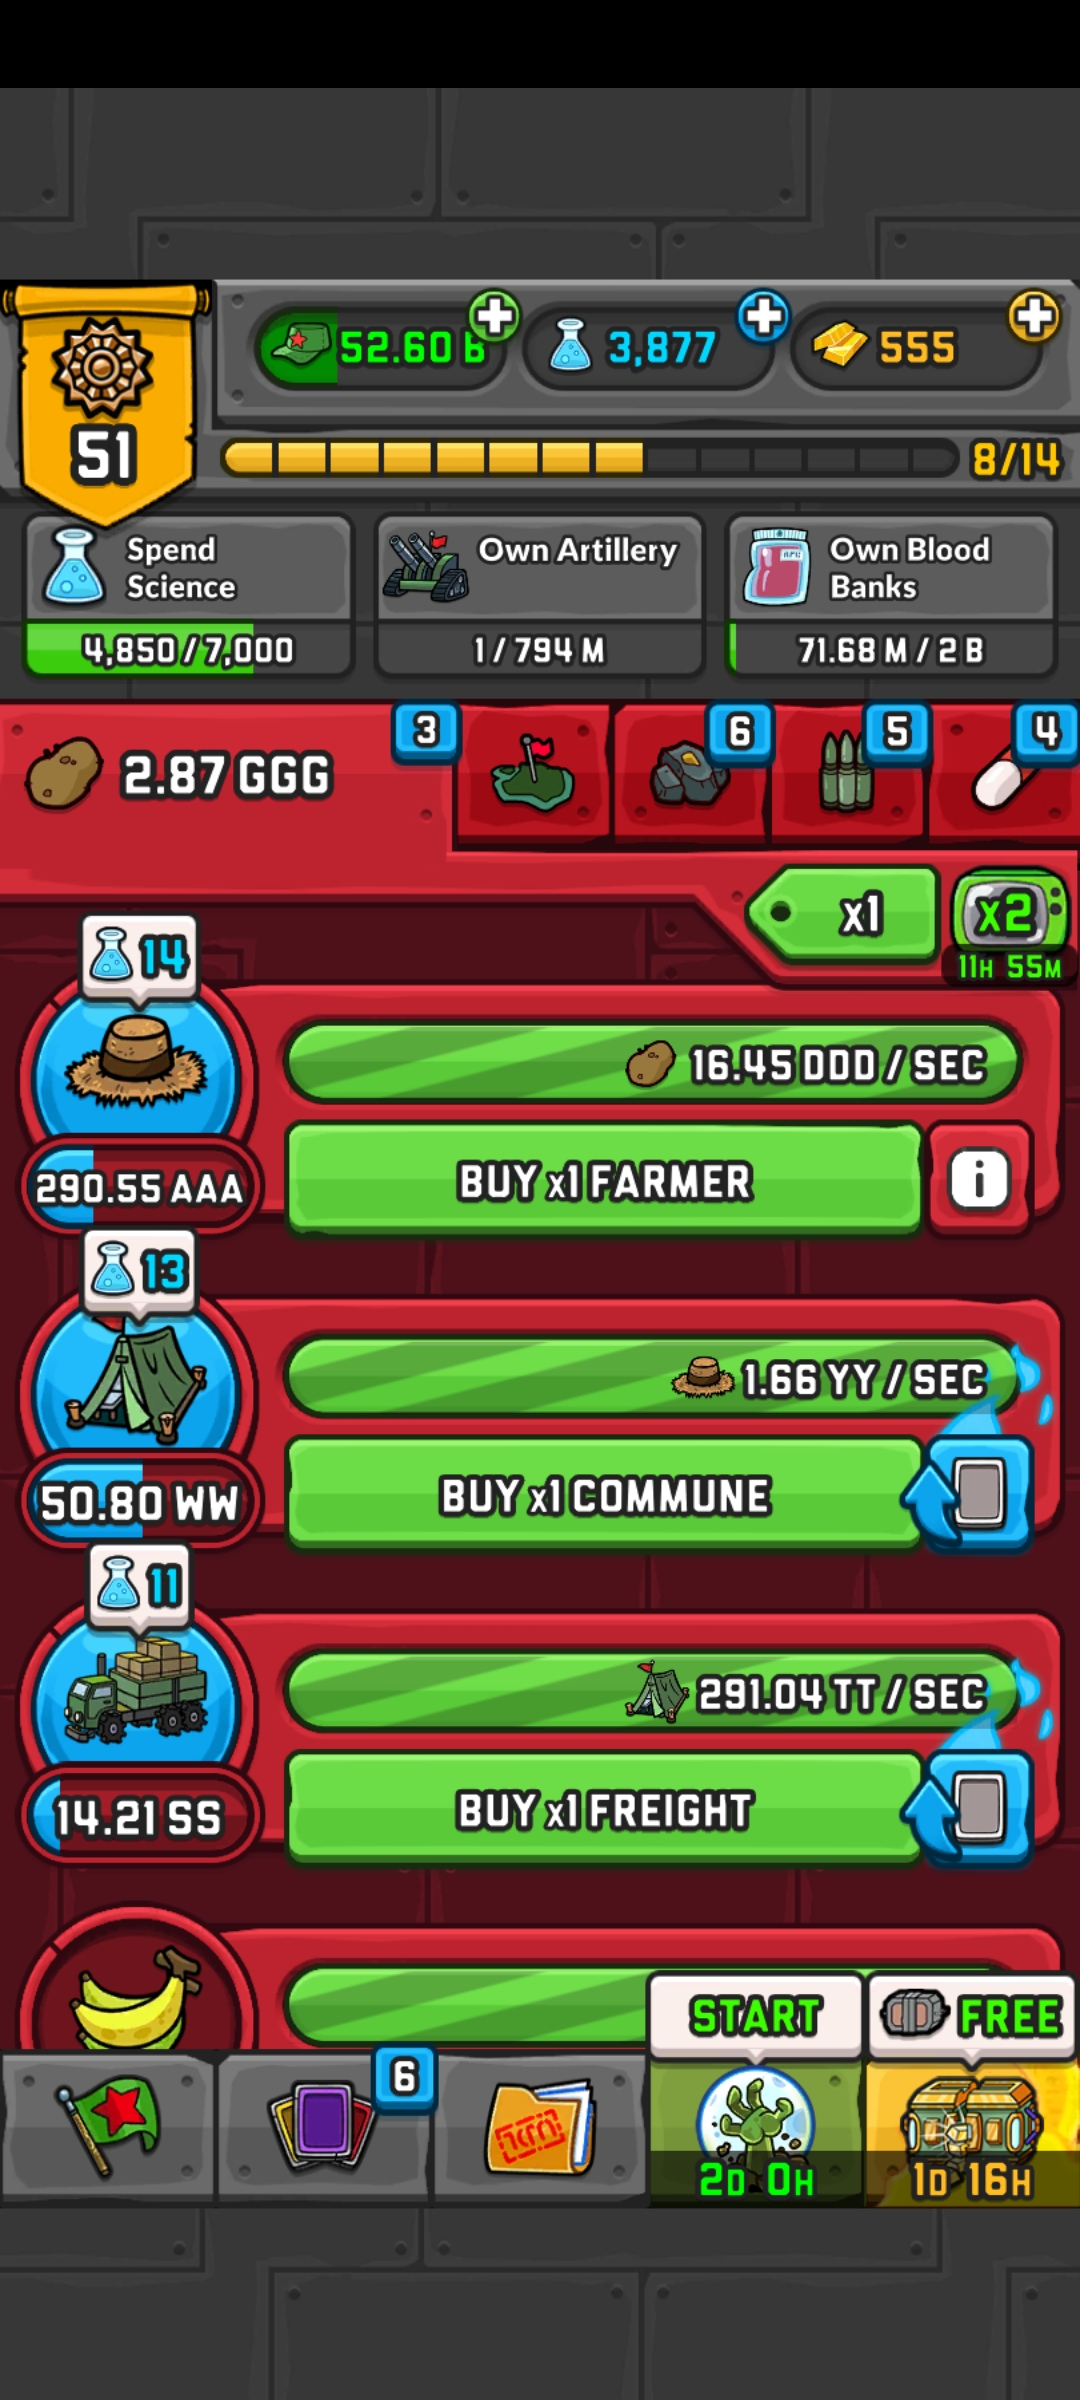 52.60 B
3,877
555
51
8/14
Spend
Science
4,850/7,000
Own Artillery
1/794 M
Own Blood
Banks
71.68 M / 2 B
2.87 GGG
3
6
5
4
x1
x2
11H 55M
14
16.45 DDD / SEC
290.55 AAA
BUY x1 FARMER
i
13
1.66 YY / SEC
50.80 WW
BUY x1 COMMUNE
11
291.04 TT / SEC
14.21 SS
BUY x1 FREIGHT
START
FREE
6
2D 0H
1D 16H